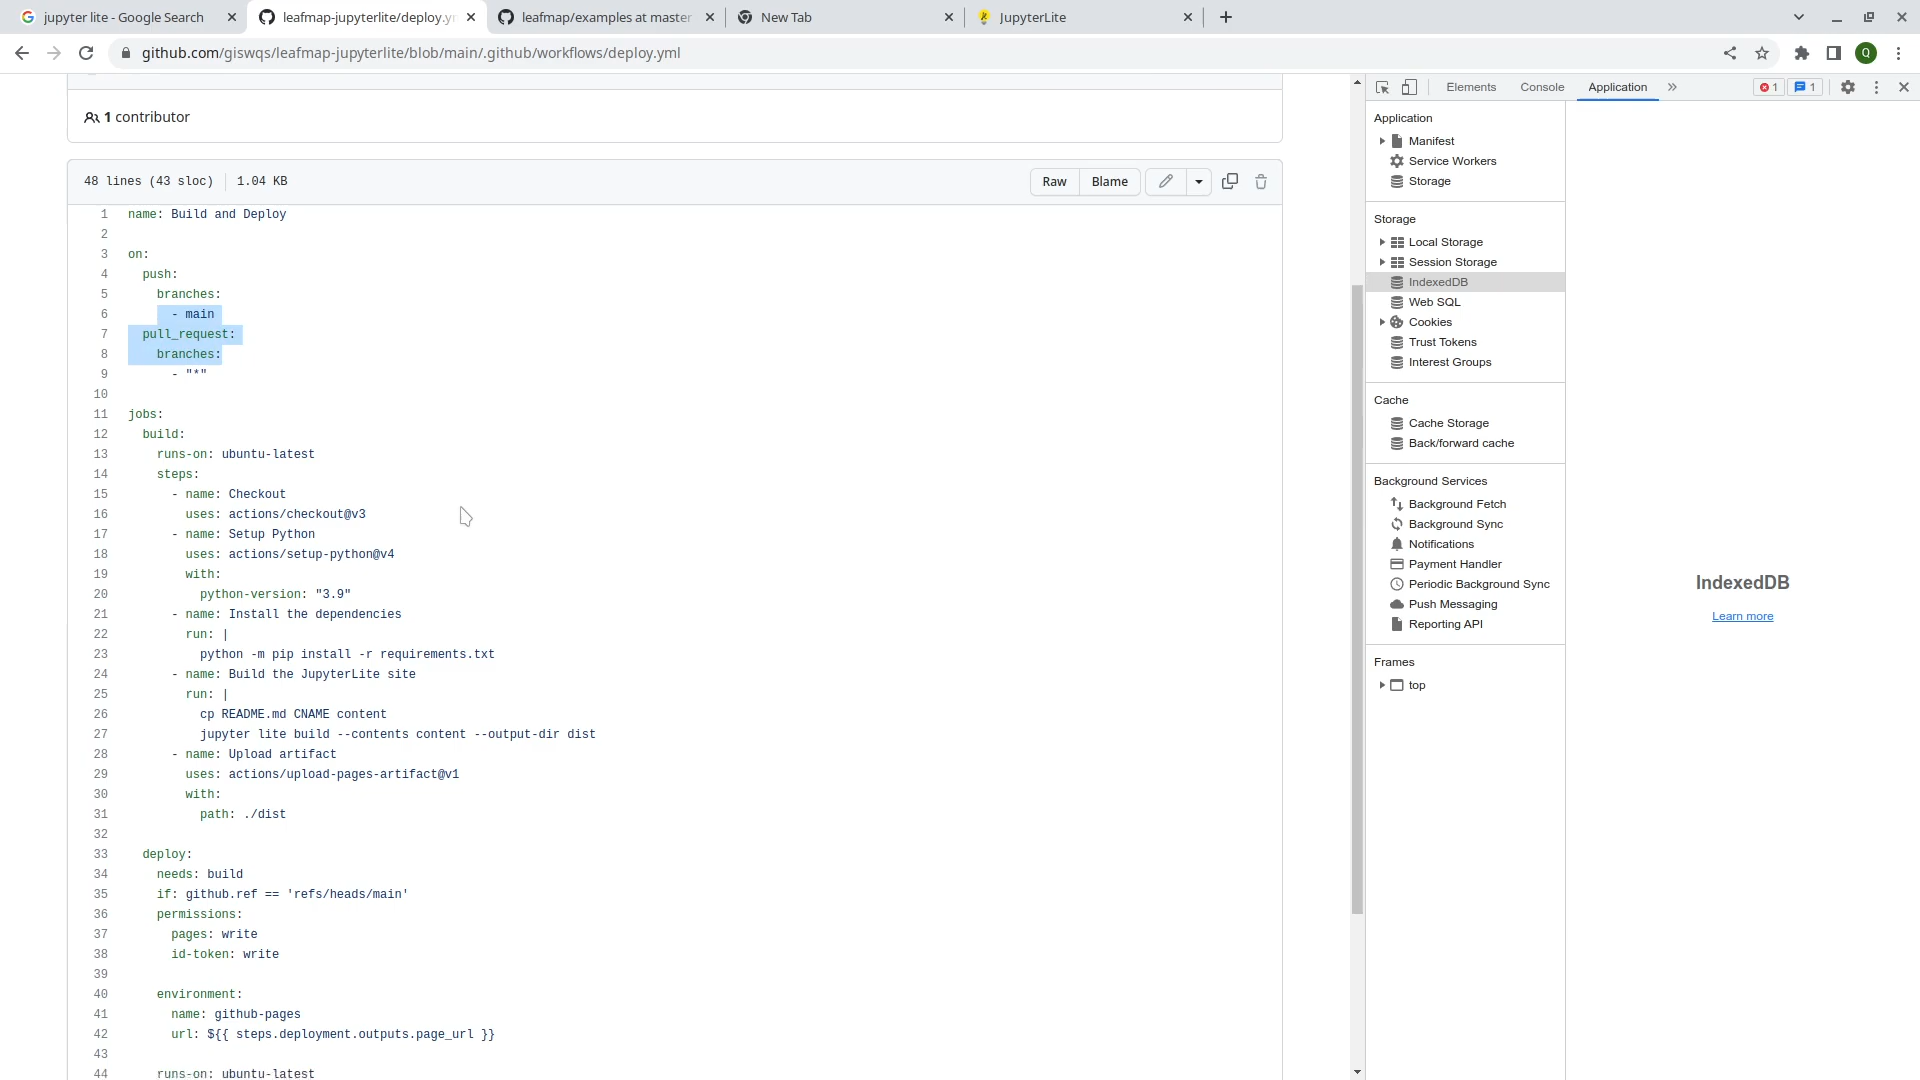 jupyter lite - Google Search
leafmap-jupyterlite/deploy.yn
leafmap/examples at master
New Tab
JupyterLite
github.com/giswqs/leafmap-jupyterlite/blob/main/.github/workflows/deploy.yml
Q
1 contributor
48 lines (43 sloc) 1.04 KB
Raw Blame
1 name: Build and Deploy
2
3 on:
4 push:
5 branches:
6 - main
7 pull_request:
8 branches:
9 - "*"
10
11 jobs:
12 build:
13 runs-on: ubuntu-latest
14 steps:
15 - name: Checkout
16 uses: actions/checkout@v3
17 - name: Setup Python
18 uses: actions/setup-python@v4
19 with:
20 python-version: "3.9"
21 - name: Install the dependencies
22 run: |
23 python -m pip install -r requirements.txt
24 - name: Build the JupyterLite site
25 run: |
26 cp README.md CNAME content
27 jupyter lite build --contents content --output-dir dist
28 - name: Upload artifact
29 uses: actions/upload-pages-artifact@v1
30 with:
31 path: ./dist
32
33 deploy:
34 needs: build
35 if: github.ref == 'refs/heads/main'
36 permissions:
37 pages: write
38 id-token: write
39
40 environment:
41 name: github-pages
42 url: ${{ steps.deployment.outputs.page_url }}
43
44 runs-on: ubuntu-latest
Elements Console Application » 1 1
Application
Manifest
Service Workers
Storage
Storage
Local Storage
Session Storage
IndexedDB
Web SQL
Cookies
Trust Tokens
Interest Groups
Cache
Cache Storage
Back/forward cache
Background Services
Background Fetch
Background Sync
Notifications
Payment Handler
Periodic Background Sync
Push Messaging
Reporting API
Frames
top
IndexedDB
Learn more